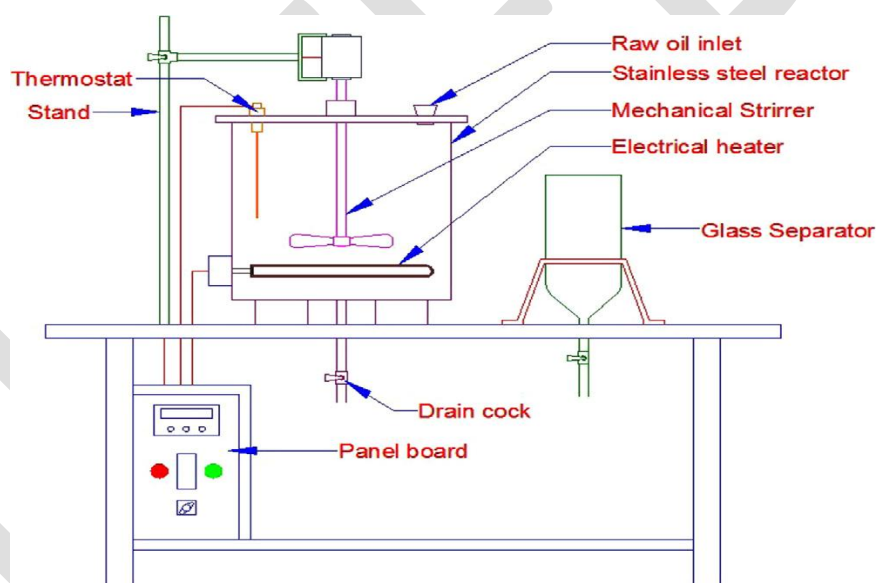 Raw oil inlet
Thermostat
Stainless steel reactor
Stand
Mechanical Strirrer
Electrical heater
Glass Separator
Drain cock
Panel board